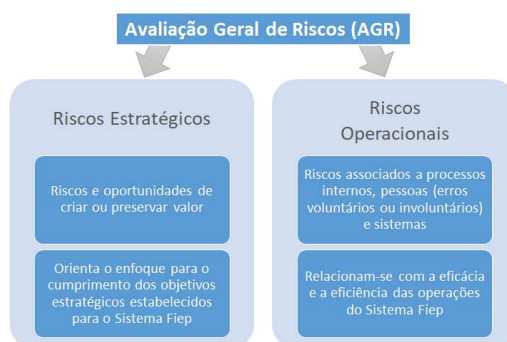 Avaliação Geral de Riscos (AGR)
Riscos Estratégicos
Riscos e oportunidades de
criar ou preservar valor
Orienta o enfoque para o
cumprimento dos objetivos
estratégicos estabelecidos
para o Sistema Fiep
Riscos
Operacionais
Riscos associados a processos
internos, pessoas (erros
voluntários ou involuntários)
e sistemas
Relacionam-se com a eficácia
e a eficiência das operações
do Sistema Fiep